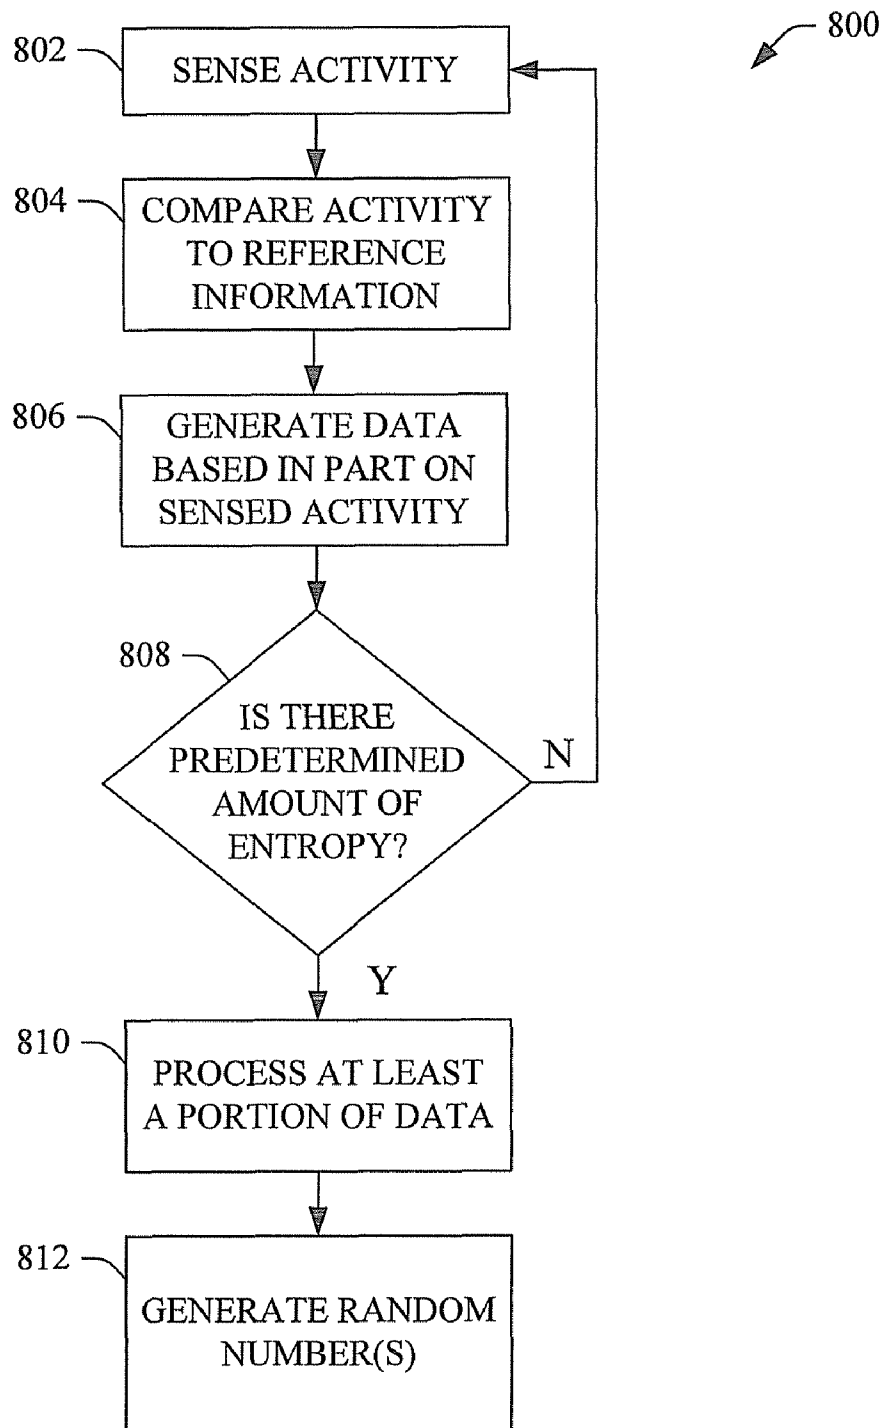 800
802
SENSE ACTIVITY
804
COMPARE ACTIVITY
TO REFERENCE
INFORMATION
806
GENERATE DATA
BASED IN PART ON
SENSED ACTIVITY
808
IS THERE
PREDETERMINED
AMOUNT OF
ENTROPY?
N
Y
810
PROCESS AT LEAST
A PORTION OF DATA
812
GENERATE RANDOM
NUMBER(S)